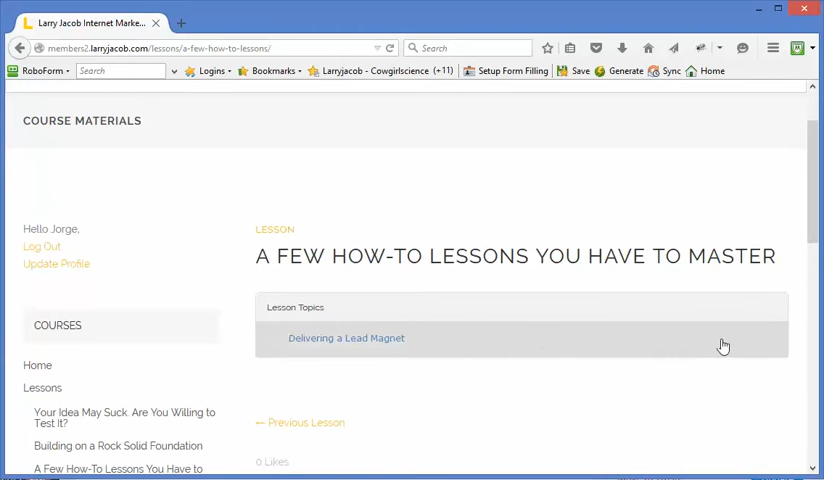 Larry Jacob Internet Marke...
members2.larryjacob.com/lessons/a-few-how-to-lessons/
Search
RoboForm
Search
Logins
Bookmarks
Larryjacob - Cowgirlscience (+11)
Setup Form Filling
Save
Generate
Sync
Home
COURSE MATERIALS
Hello Jorge,
Log Out
Update Profile
COURSES
Home
Lessons
Your Idea May Suck. Are You Willing to
Test It?
Building on a Rock Solid Foundation
A Few How-To Lessons You Have to
LESSON
A FEW HOW-TO LESSONS YOU HAVE TO MASTER
Lesson Topics
Delivering a Lead Magnet
← Previous Lesson
0 Likes